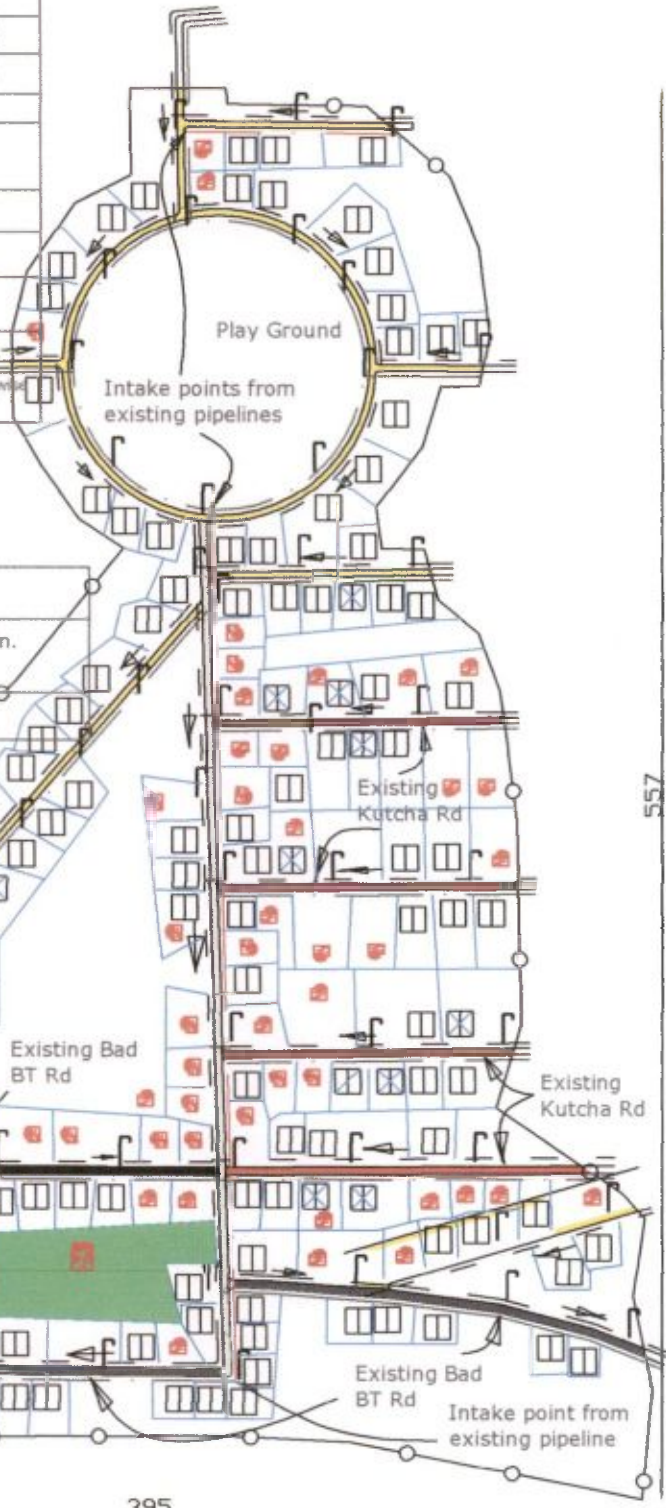 Play Ground
Intake points from
existing pipelines
n.
Existing
Kutcha Rd
557
Existing Bad
BT Rd
Existing
Kutcha Rd
Existing Bad
BT Rd
Intake point from
existing pipeline
295